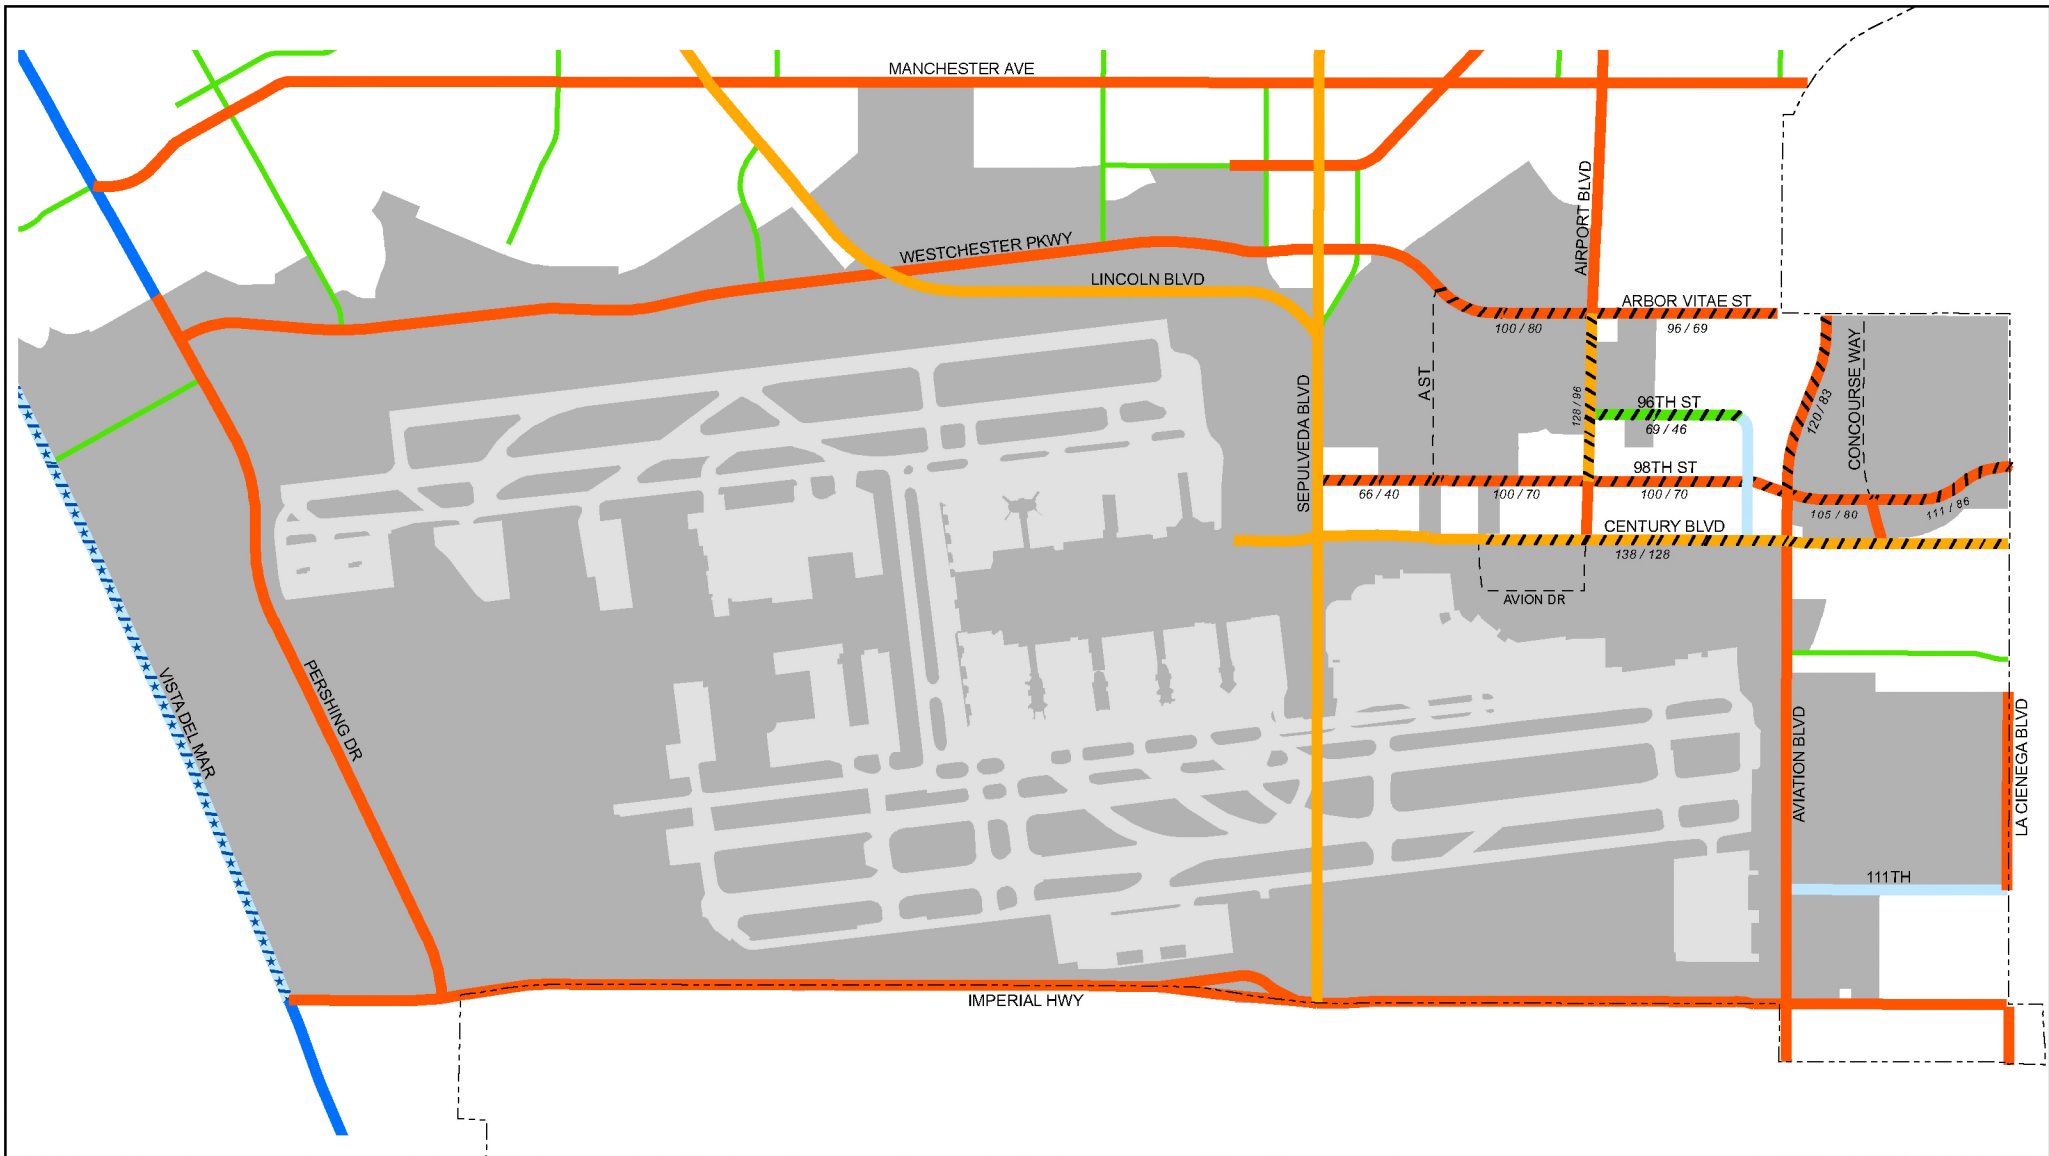 MANCHESTER AVE
AIRPORT BLVD
WESTCHESTER PKWY
LINCOLN BLVD
ARBOR VITAE ST
100 / 80
96 / 69
CONCOURSE WAY
A ST
SEPULVEDA BLVD
128 / 96
96TH ST
69 / 46
120 / 83
98TH ST
66 / 40
100 / 70
100 / 70
105 / 80
111 / 86
CENTURY BLVD
138 / 128
AVION DR
VISTA DEL MAR
PERSHING DR
AVIATION BLVD
LA CIENEGA BLVD
111TH
IMPERIAL HWY